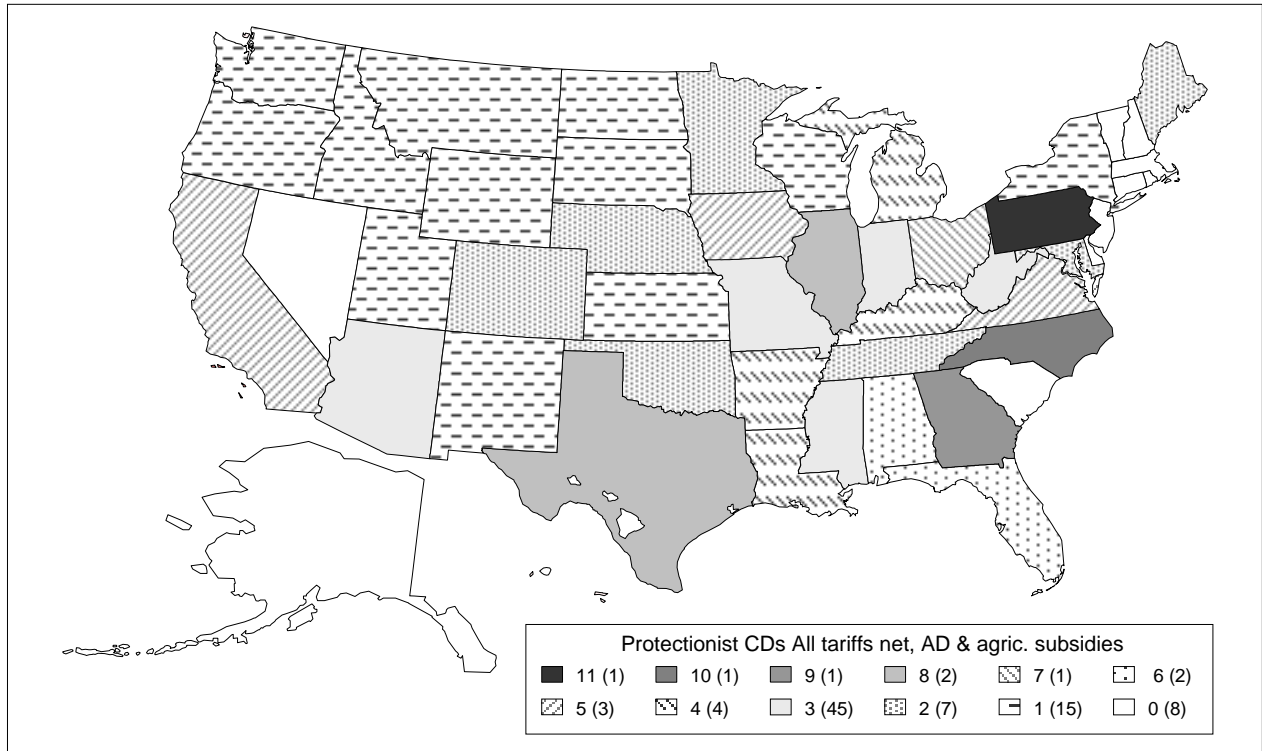 Protectionist CDs All tariffs net, AD & agric. subsidies
11 (1) 10 (1) 9 (1) 8 (2) 7 (1) 6 (2)
5 (3) 4 (4) 3 (45) 2 (7) 1 (15) 0 (8)